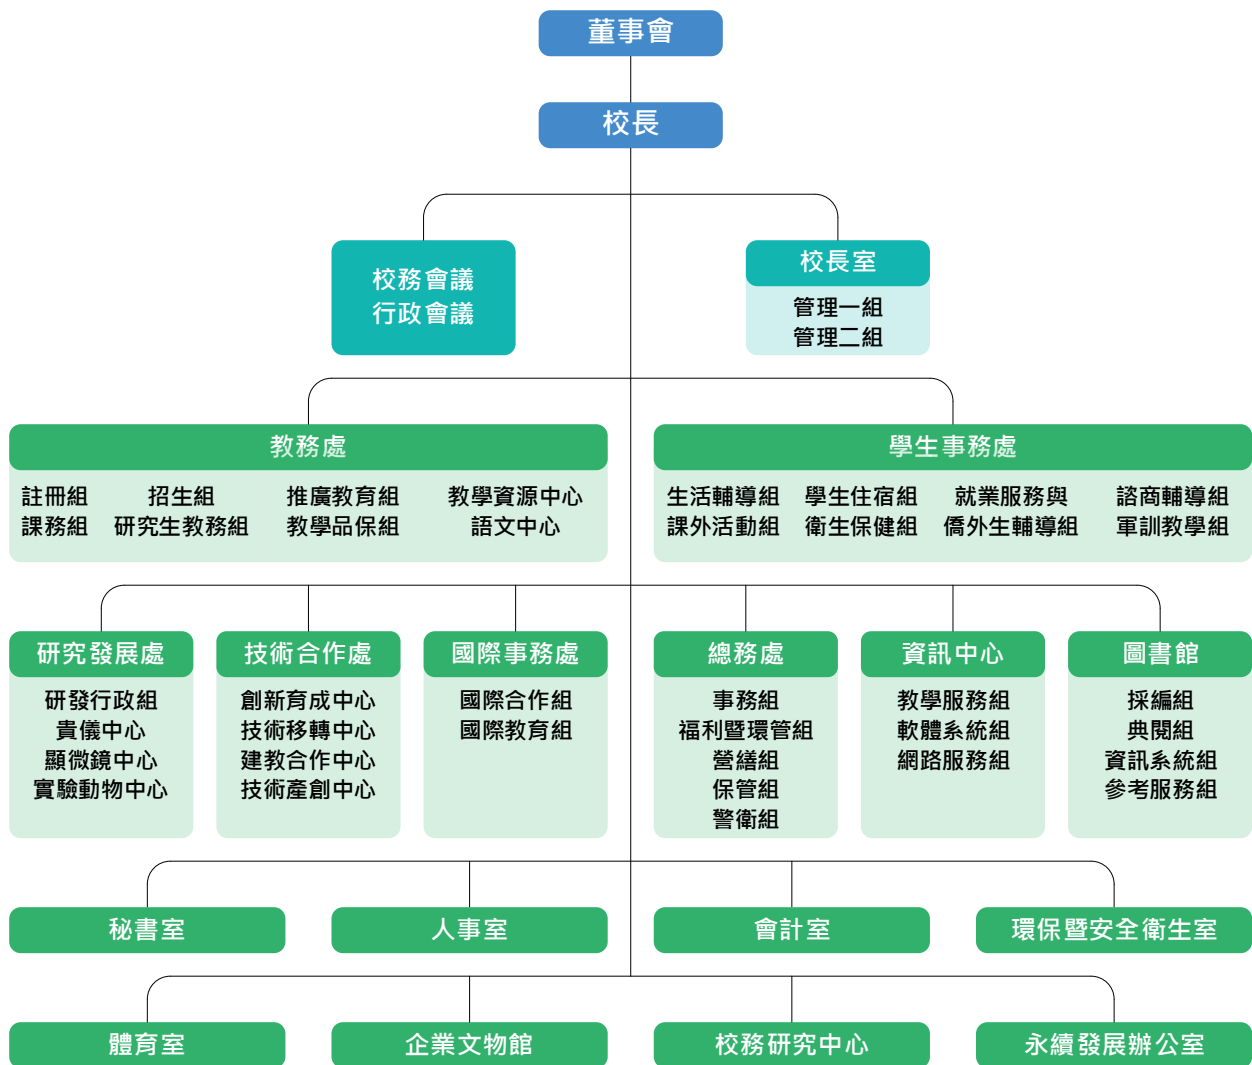 董事會
校長
校務會議
行政會議
校長室
管理一組
管理二組
教務處
註冊組 招生組 推廣教育組 教學資源中心
課務組 研究生教務組 教學品保組 語文中心
學生事務處
生活輔導組 學生住宿組 就業服務與 諮商輔導組
課外活動組 衛生保健組 僑外生輔導組 軍訓教學組
研究發展處
研發行政組
貴儀中心
顯微鏡中心
實驗動物中心
技術合作處
創新育成中心
技術移轉中心
建教合作中心
技術產創中心
國際事務處
國際合作組
國際教育組
總務處
事務組
福利暨環管組
營繕組
保管組
警衛組
資訊中心
教學服務組
軟體系統組
網路服務組
圖書館
採編組
典閱組
資訊系統組
參考服務組
秘書室
人事室
會計室
環保暨安全衛生室
體育室
企業文物館
校務研究中心
永續發展辦公室